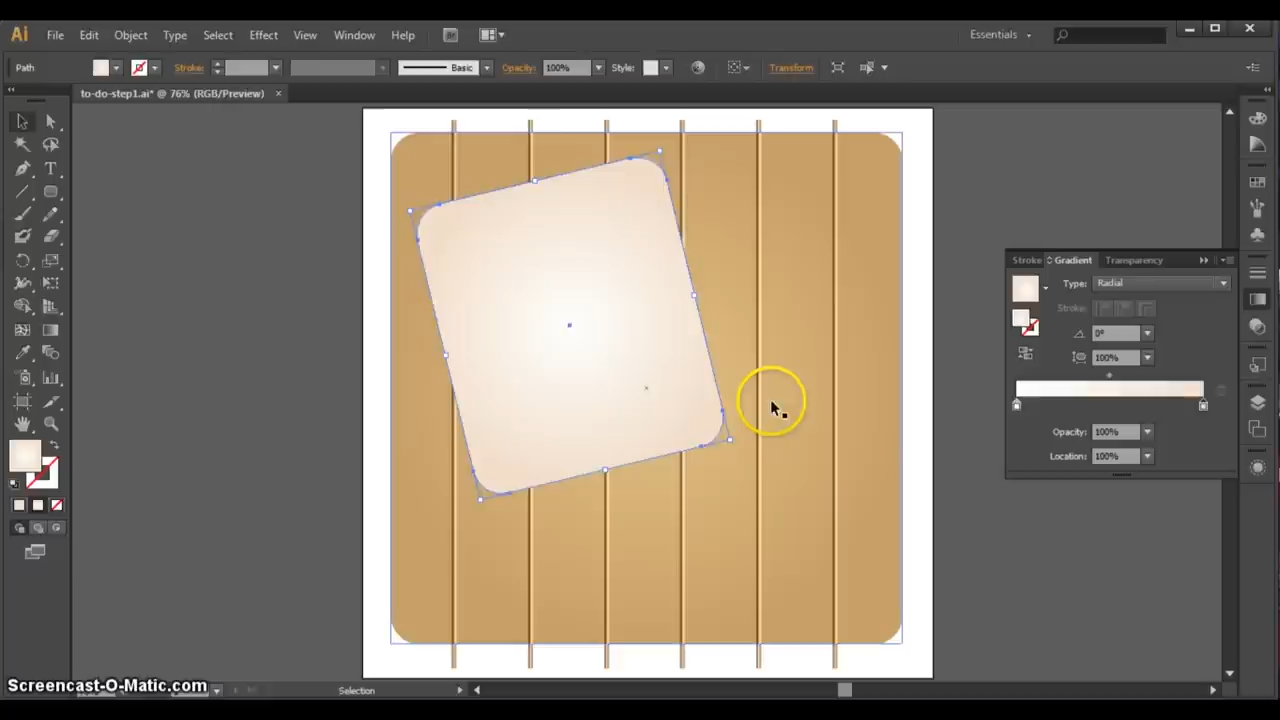 Ai File Edit Object Type Select Effect View Window Help Br Essentials
Path Stroke: Basic Opacity: 100% Style: Transform
to-do-step1.ai* @ 76% (RGB/Preview) ×
Stroke Gradient Transparency
Type: Radial
Stroke:
0°
100%
Opacity: 100%
Location: 100%
Screencast-O-Matic.com
Selection